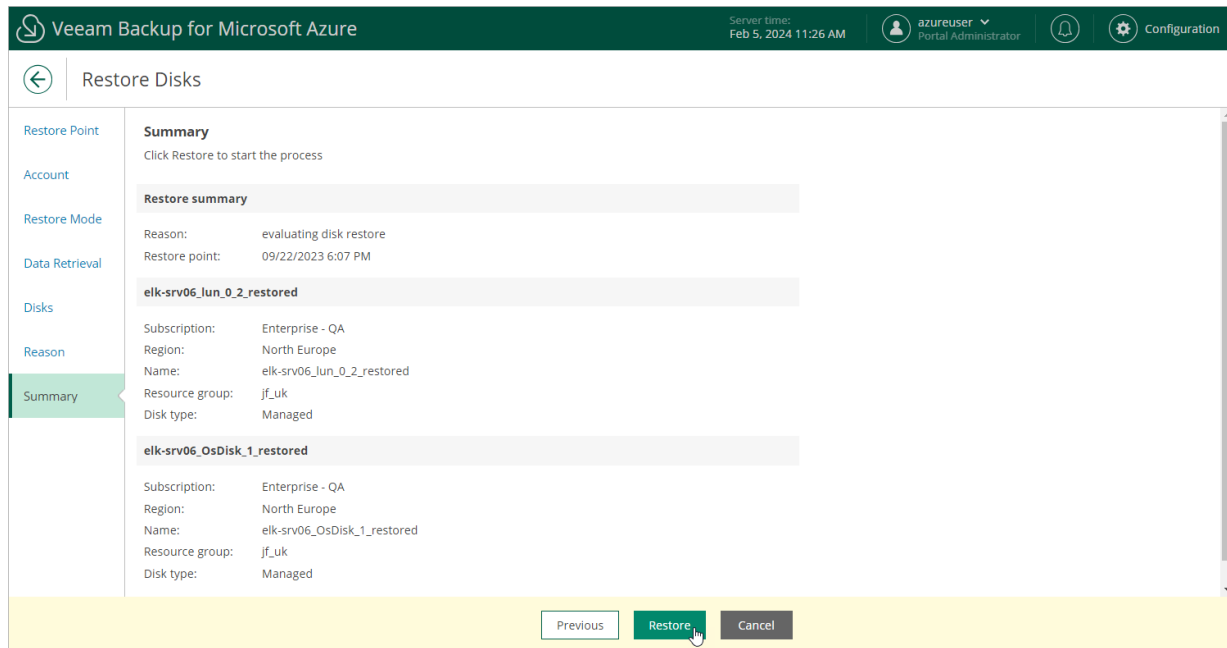 Veeam Backup for Microsoft Azure
Server time:
Feb 5, 2024 11:26 AM
azureuser
Portal Administrator
Configuration
Restore Disks
Restore Point
Account
Restore Mode
Data Retrieval
Disks
Reason
Summary
Summary
Click Restore to start the process
Restore summary
Reason: evaluating disk restore
Restore point: 09/22/2023 6:07 PM
elk-srv06_lun_0_2_restored
Subscription: Enterprise - QA
Region: North Europe
Name: elk-srv06_lun_0_2_restored
Resource group: jf_uk
Disk type: Managed
elk-srv06_OsDisk_1_restored
Subscription: Enterprise - QA
Region: North Europe
Name: elk-srv06_OsDisk_1_restored
Resource group: jf_uk
Disk type: Managed
Previous Restore Cancel